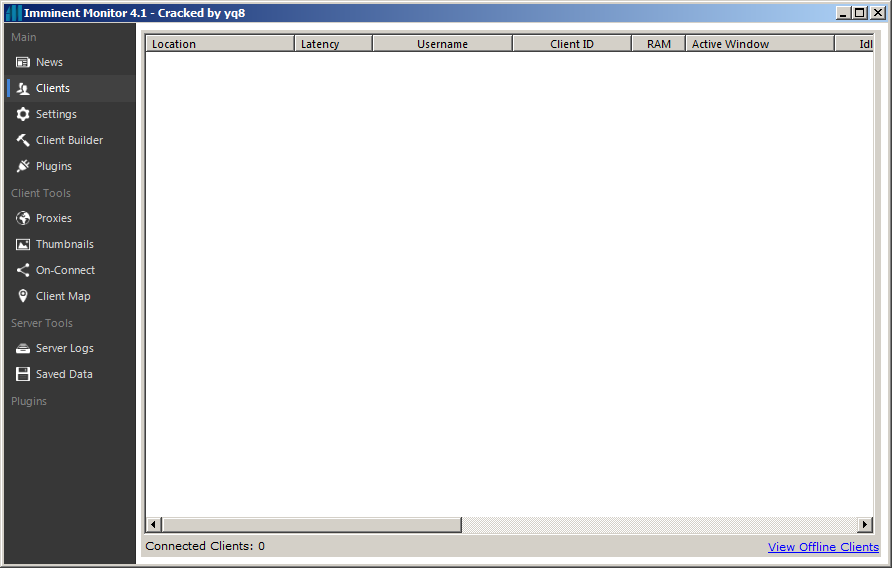 Imminent Monitor 4.1 - Cracked by yq8
Main
News
Clients
Settings
Client Builder
Plugins
Client Tools
Proxies
Thumbnails
On-Connect
Client Map
Server Tools
Server Logs
Saved Data
Plugins
Location Latency Username Client ID RAM Active Window Idl
Connected Clients: 0
View Offline Clients